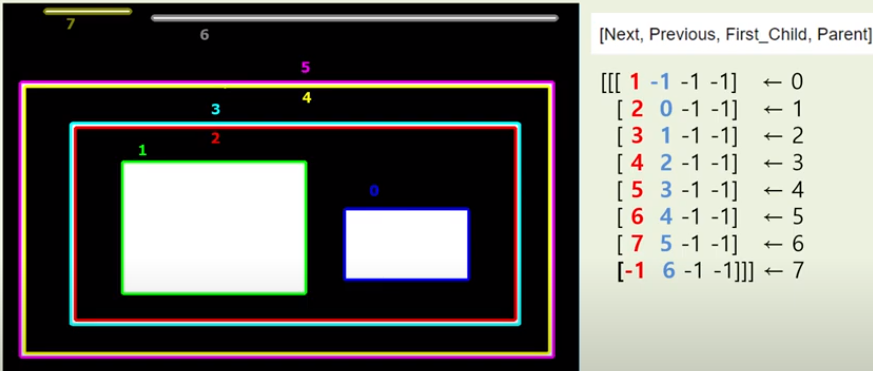 7
6
5
4
3
2
1
0
[Next, Previous, First_Child, Parent]
[[[ 1 -1 -1 -1] ← 0
[ 2 0 -1 -1] ← 1
[ 3 1 -1 -1] ← 2
[ 4 2 -1 -1] ← 3
[ 5 3 -1 -1] ← 4
[ 6 4 -1 -1] ← 5
[ 7 5 -1 -1] ← 6
[-1 6 -1 -1]]] ← 7